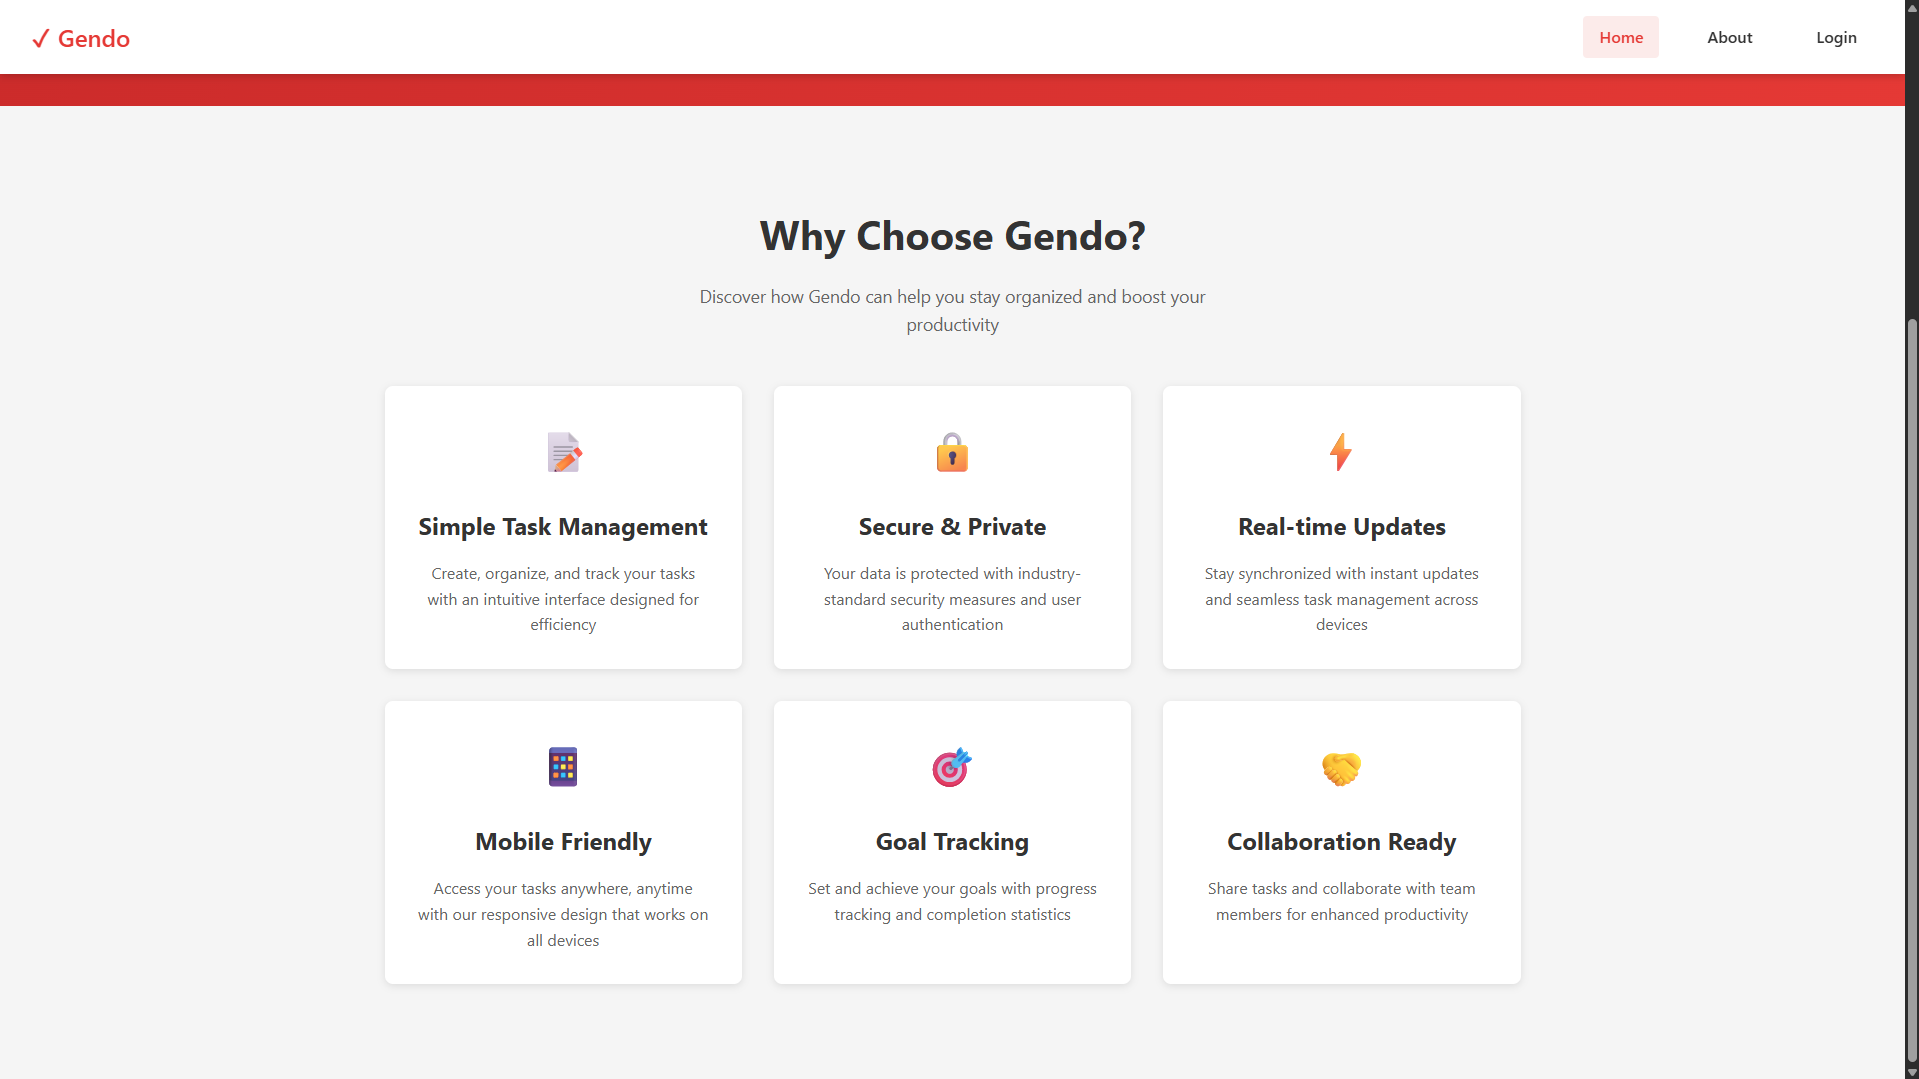 ✓ Gendo
Home
About
Login
Why Choose Gendo?
Discover how Gendo can help you stay organized and boost your
productivity
Simple Task Management
Create, organize, and track your tasks
with an intuitive interface designed for
efficiency
Secure & Private
Your data is protected with industry-
standard security measures and user
authentication
Real-time Updates
Stay synchronized with instant updates
and seamless task management across
devices
Mobile Friendly
Access your tasks anywhere, anytime
with our responsive design that works on
all devices
Goal Tracking
Set and achieve your goals with progress
tracking and completion statistics
Collaboration Ready
Share tasks and collaborate with team
members for enhanced productivity